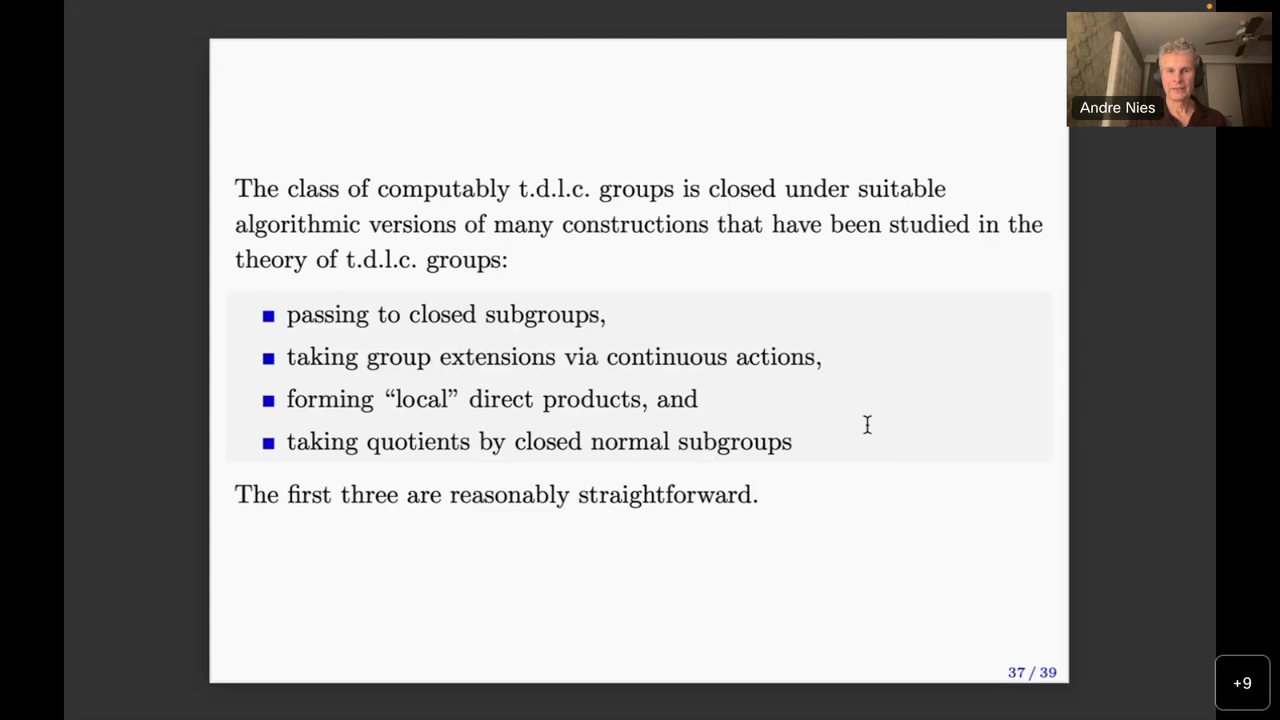 Andre Nies
The class of computably t.d.l.c. groups is closed under suitable
algorithmic versions of many constructions that have been studied in the
theory of t.d.l.c. groups:
passing to closed subgroups,
taking group extensions via continuous actions,
forming “local” direct products, and
taking quotients by closed normal subgroups
The first three are reasonably straightforward.
37 / 39
+9